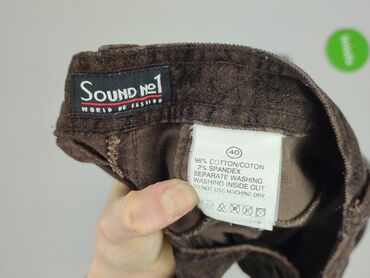 SOUND No1
WORLD OF FASHION
40
96% COTTON/COTON
2% SPANDEX
SEPARATE WASHING
WASHING INSIDE OUT
DO NOT USE MACHINE DRY